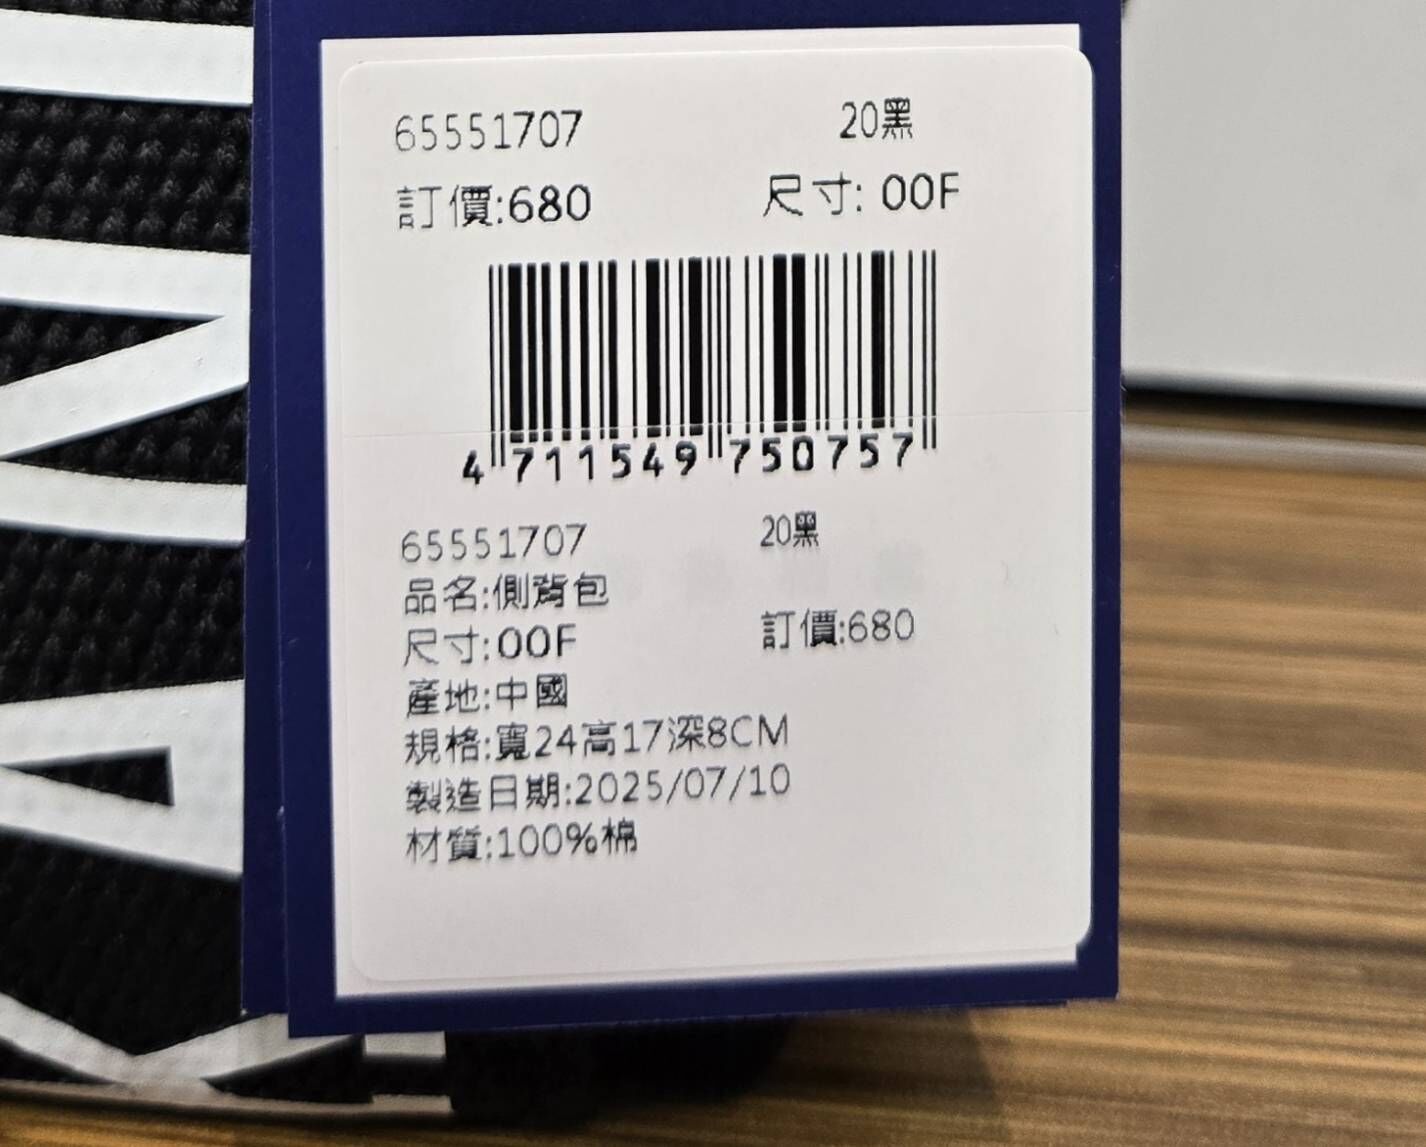 65551707 20黑
訂價:680 尺寸: 00F
4 711549 750757
65551707 20黑
品名:側背包
尺寸:00F 訂價:680
產地:中國
規格:寬24高17深8CM
製造日期:2025/07/10
材質:100%棉